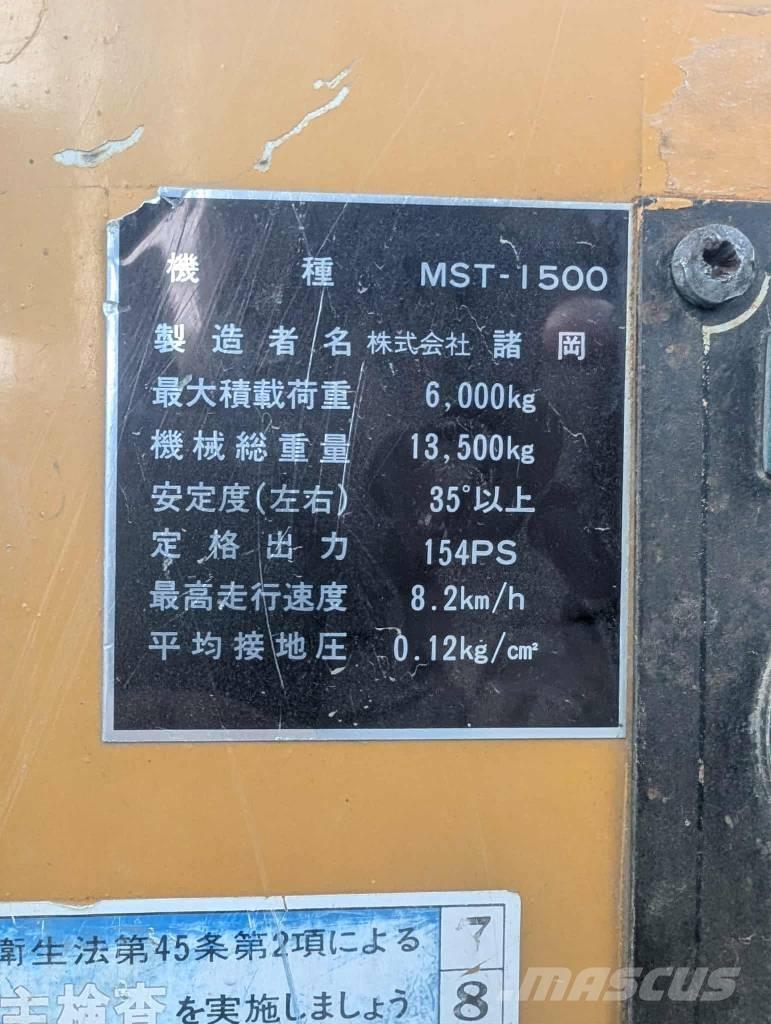 機種 MST-1500
製造者名 株式会社 諸岡
最大積載荷重 6,000kg
機械総重量 13,500kg
安定度(左右) 35°以上
定格出力 154PS
最高走行速度 8.2km/h
平均接地圧 0.12kg/cm²
衛生法第45条第2項による
主検査を実施しましょう
7
8
MASCUS